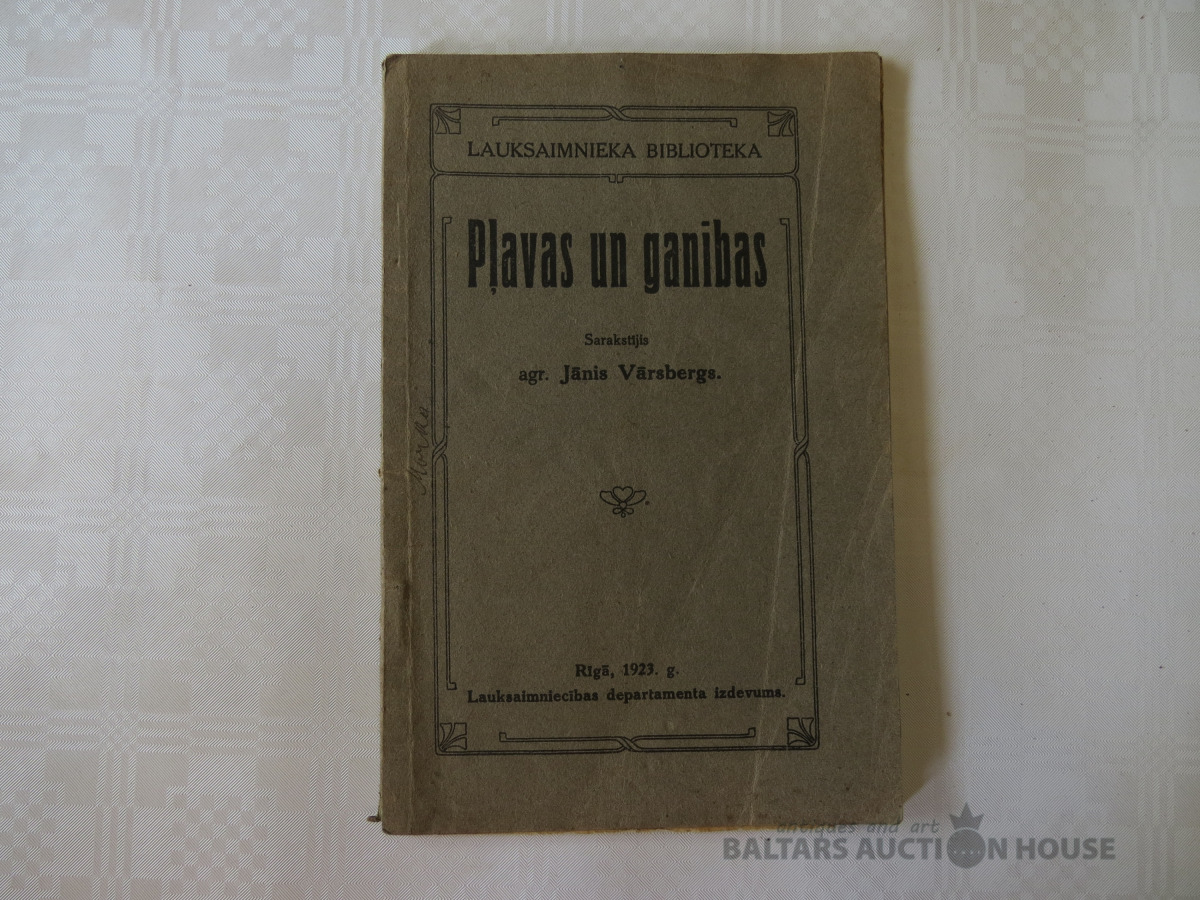 LAUKSAIMNIEKA BIBLIOTEKA
Pļavas un ganības
Sarakstījis
agr. Jānis Vārsbergs.
Rīgā, 1923. g.
Lauksaimniecības departamenta izdevums.
antiques and art
BALTARS AUCTION HOUSE